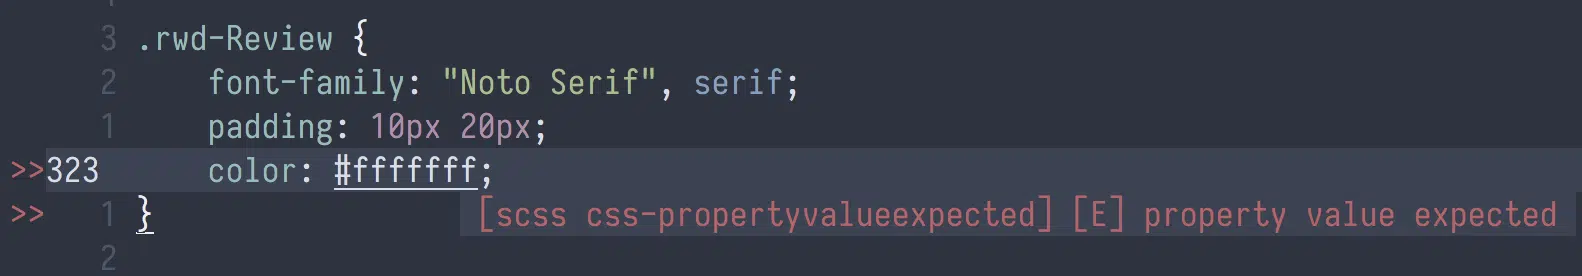 3 .rwd-Review {
2 font-family: "Noto Serif", serif;
1 padding: 10px 20px;
>>323 color: #fffffff;
>> 1 } [scss css-propertyvalueexpected] [E] property value expected
2